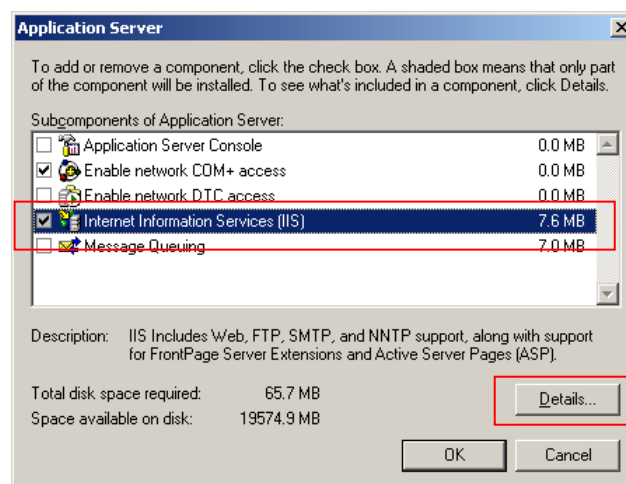 Application Server
To add or remove a component, click the check box. A shaded box means that only part
of the component will be installed. To see what's included in a component, click Details.
Subcomponents of Application Server:
Application Server Console 0.0 MB
Enable network COM+ access 0.0 MB
Enable network DTC access 0.0 MB
Internet Information Services (IIS) 7.6 MB
Message Queuing 7.0 MB
Description: IIS Includes Web, FTP, SMTP, and NNTP support, along with support
for FrontPage Server Extensions and Active Server Pages (ASP).
Total disk space required: 65.7 MB
Space available on disk: 19574.9 MB
Details...
OK Cancel